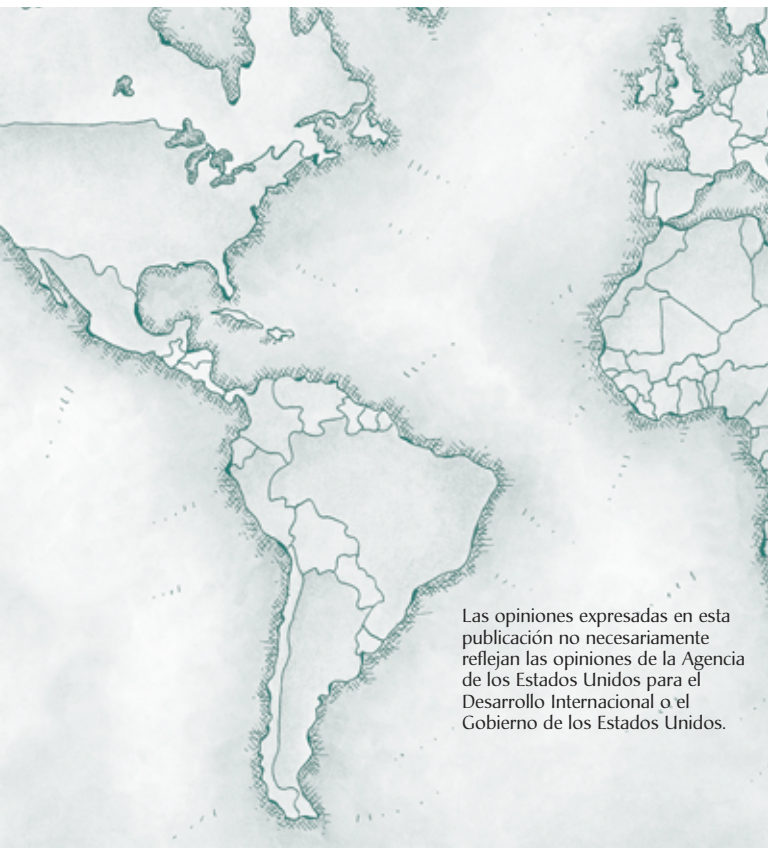 Las opiniones expresadas en esta
publicación no necesariamente
reflejan las opiniones de la Agencia
de los Estados Unidos para el
Desarrollo Internacional o el
Gobierno de los Estados Unidos.